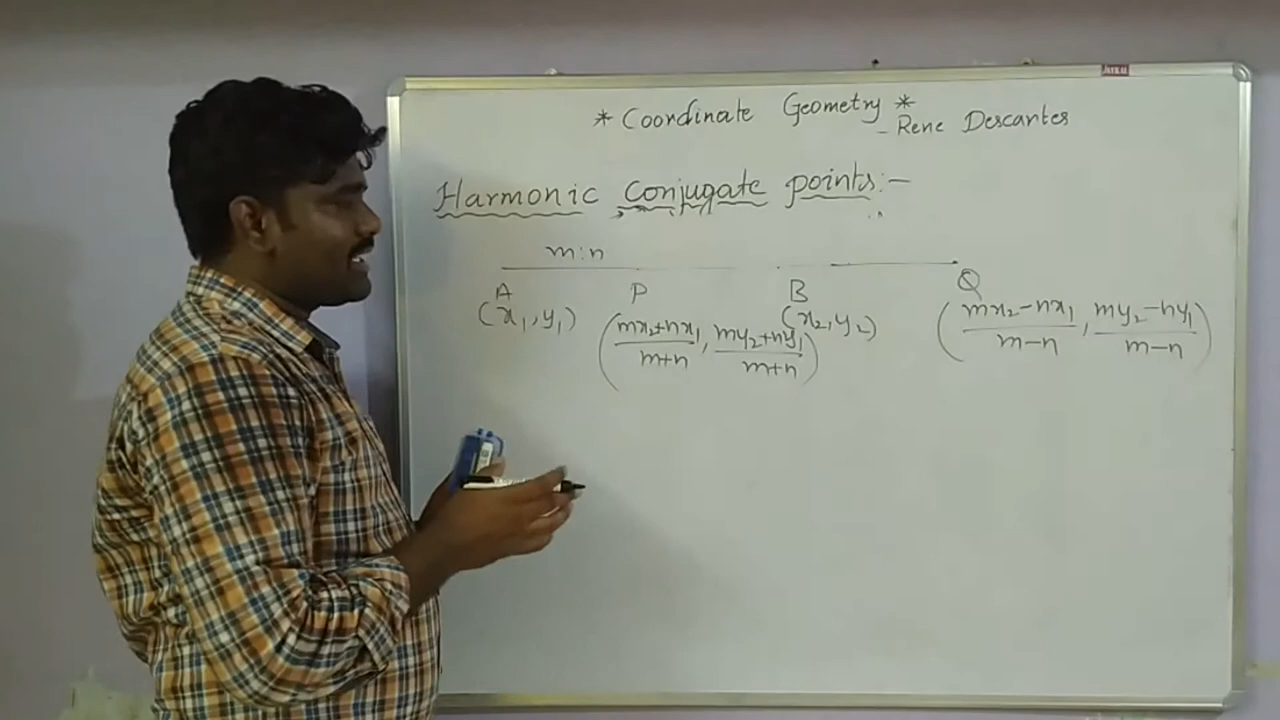 * Coordinate Geometry *
- Rene Descartes
Harmonic conjugate points:-
m:n
A P B Q
(x₁, y₁) ((mx₂+nx₁)/(m+n), (my₂+ny₁)/(m+n)) (x₂, y₂) ((mx₂-nx₁)/(m-n), (my₂-ny₁)/(m-n))